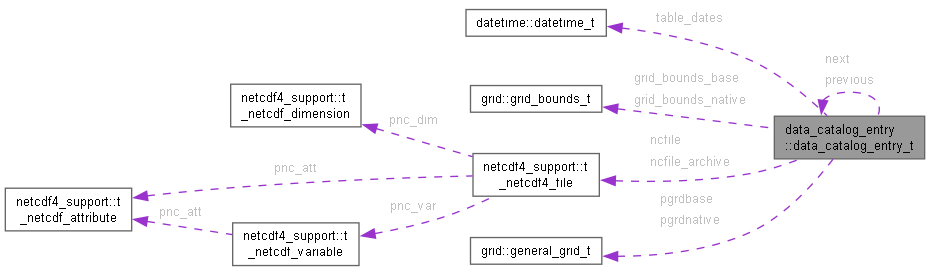 datetime::datetime_t
table_dates
next
previous
grid::grid_bounds_t
grid_bounds_base
grid_bounds_native
data_catalog_entry
::data_catalog_entry_t
netcdf4_support::t
_netcdf_dimension
pnc_dim
ncfile
ncfile_archive
netcdf4_support::t
_netcdf4_file
pnc_att
netcdf4_support::t
_netcdf_attribute
pnc_att
pnc_var
pgrdbase
pgrdnative
netcdf4_support::t
_netcdf_variable
grid::general_grid_t